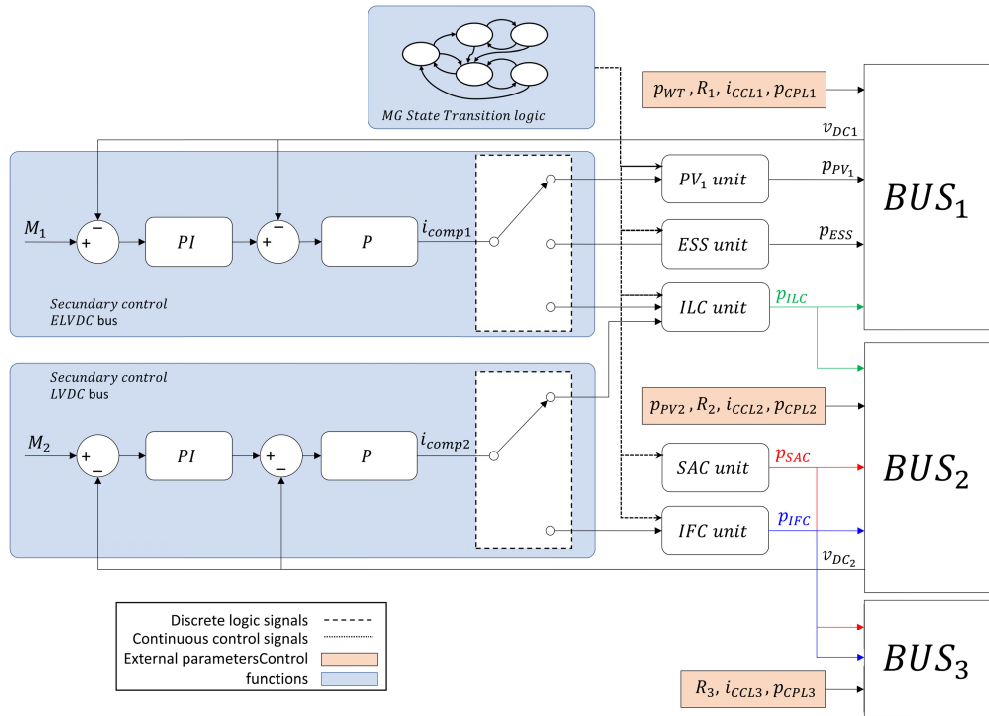 MG State Transition logic
p_WT , R_1, i_CCL1, p_CPL1
v_DC1
M_1
−
+
PI
−
+
P
i_comp1
PV_1 unit
p_PV_1
BUS_1
ESS unit
p_ESS
ILC unit
p_ILC
Secundary control
ELVDC bus
Secundary control
LVDC bus
p_PV2 , R_2, i_CCL2, p_CPL2
M_2
+
−
PI
+
−
P
i_comp2
SAC unit
p_SAC
BUS_2
IFC unit
p_IFC
v_DC_2
Discrete logic signals
Continuous control signals
External parametersControl
functions
BUS_3
R_3, i_CCL3, p_CPL3